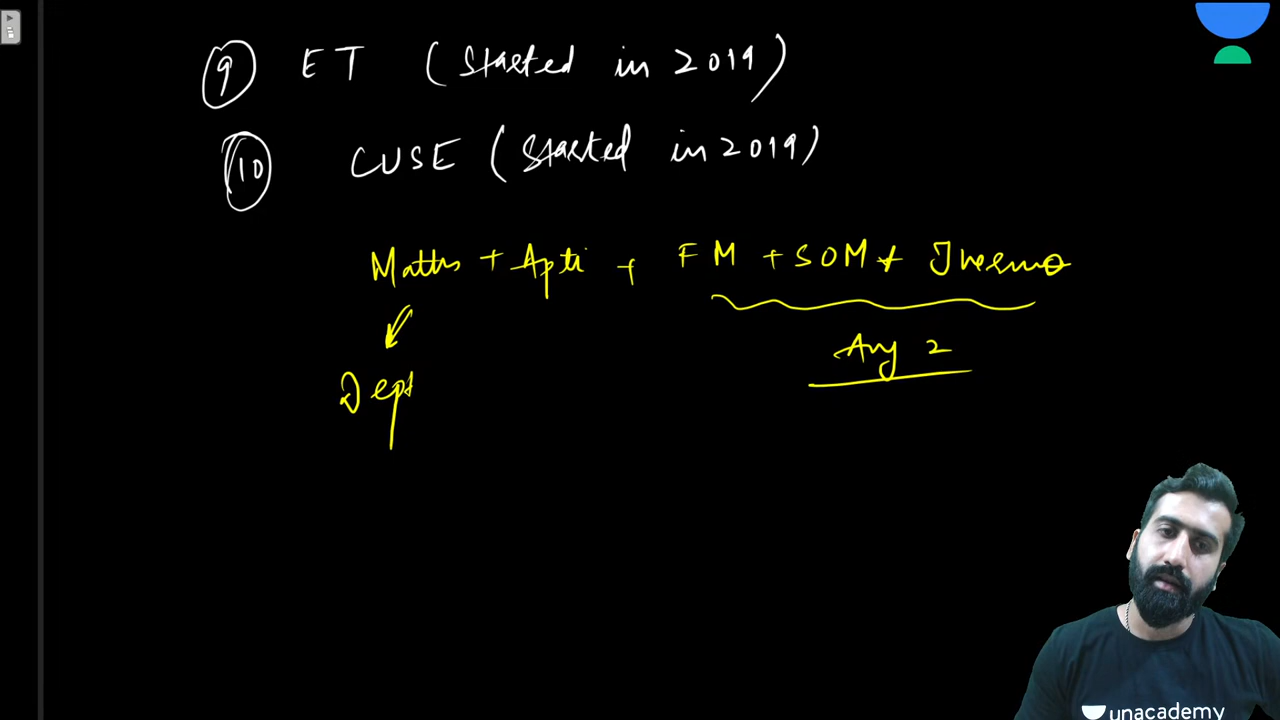 9 ET (Started in 2019)
10 CUSE (Started in 2019)
Maths + Apti + FM + SOM + Thermo
Any 2
Dept
unacademy